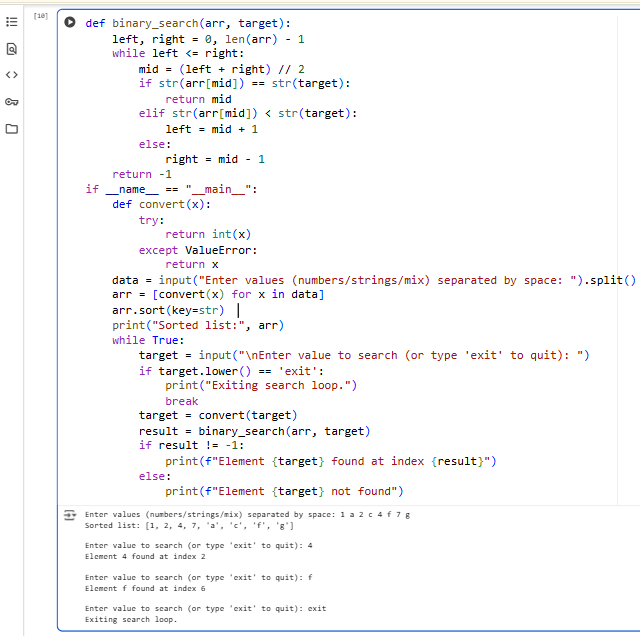 [10]
def binary_search(arr, target):
    left, right = 0, len(arr) - 1
    while left <= right:
        mid = (left + right) // 2
        if str(arr[mid]) == str(target):
            return mid
        elif str(arr[mid]) < str(target):
            left = mid + 1
        else:
            right = mid - 1
    return -1
if __name__ == "__main__":
    def convert(x):
        try:
            return int(x)
        except ValueError:
            return x
    data = input("Enter values (numbers/strings/mix) separated by space: ").split()
    arr = [convert(x) for x in data]
    arr.sort(key=str)
    print("Sorted list:", arr)
    while True:
        target = input("\nEnter value to search (or type 'exit' to quit): ")
        if target.lower() == 'exit':
            print("Exiting search loop.")
            break
        target = convert(target)
        result = binary_search(arr, target)
        if result != -1:
            print(f"Element {target} found at index {result}")
        else:
            print(f"Element {target} not found")
Enter values (numbers/strings/mix) separated by space: 1 a 2 c 4 f 7 g
Sorted list: [1, 2, 4, 7, 'a', 'c', 'f', 'g']

Enter value to search (or type 'exit' to quit): 4
Element 4 found at index 2

Enter value to search (or type 'exit' to quit): f
Element f found at index 6

Enter value to search (or type 'exit' to quit): exit
Exiting search loop.